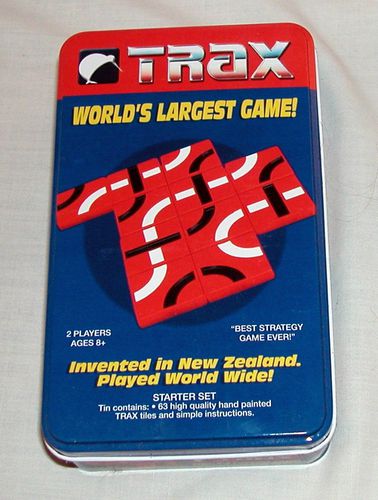 TRAX
WORLD'S LARGEST GAME!
2 PLAYERS
AGES 8+
"BEST STRATEGY
GAME EVER!"
Invented in New Zealand.
Played World Wide!
STARTER SET
Tin contains: • 63 high quality hand painted
TRAX tiles and simple instructions.